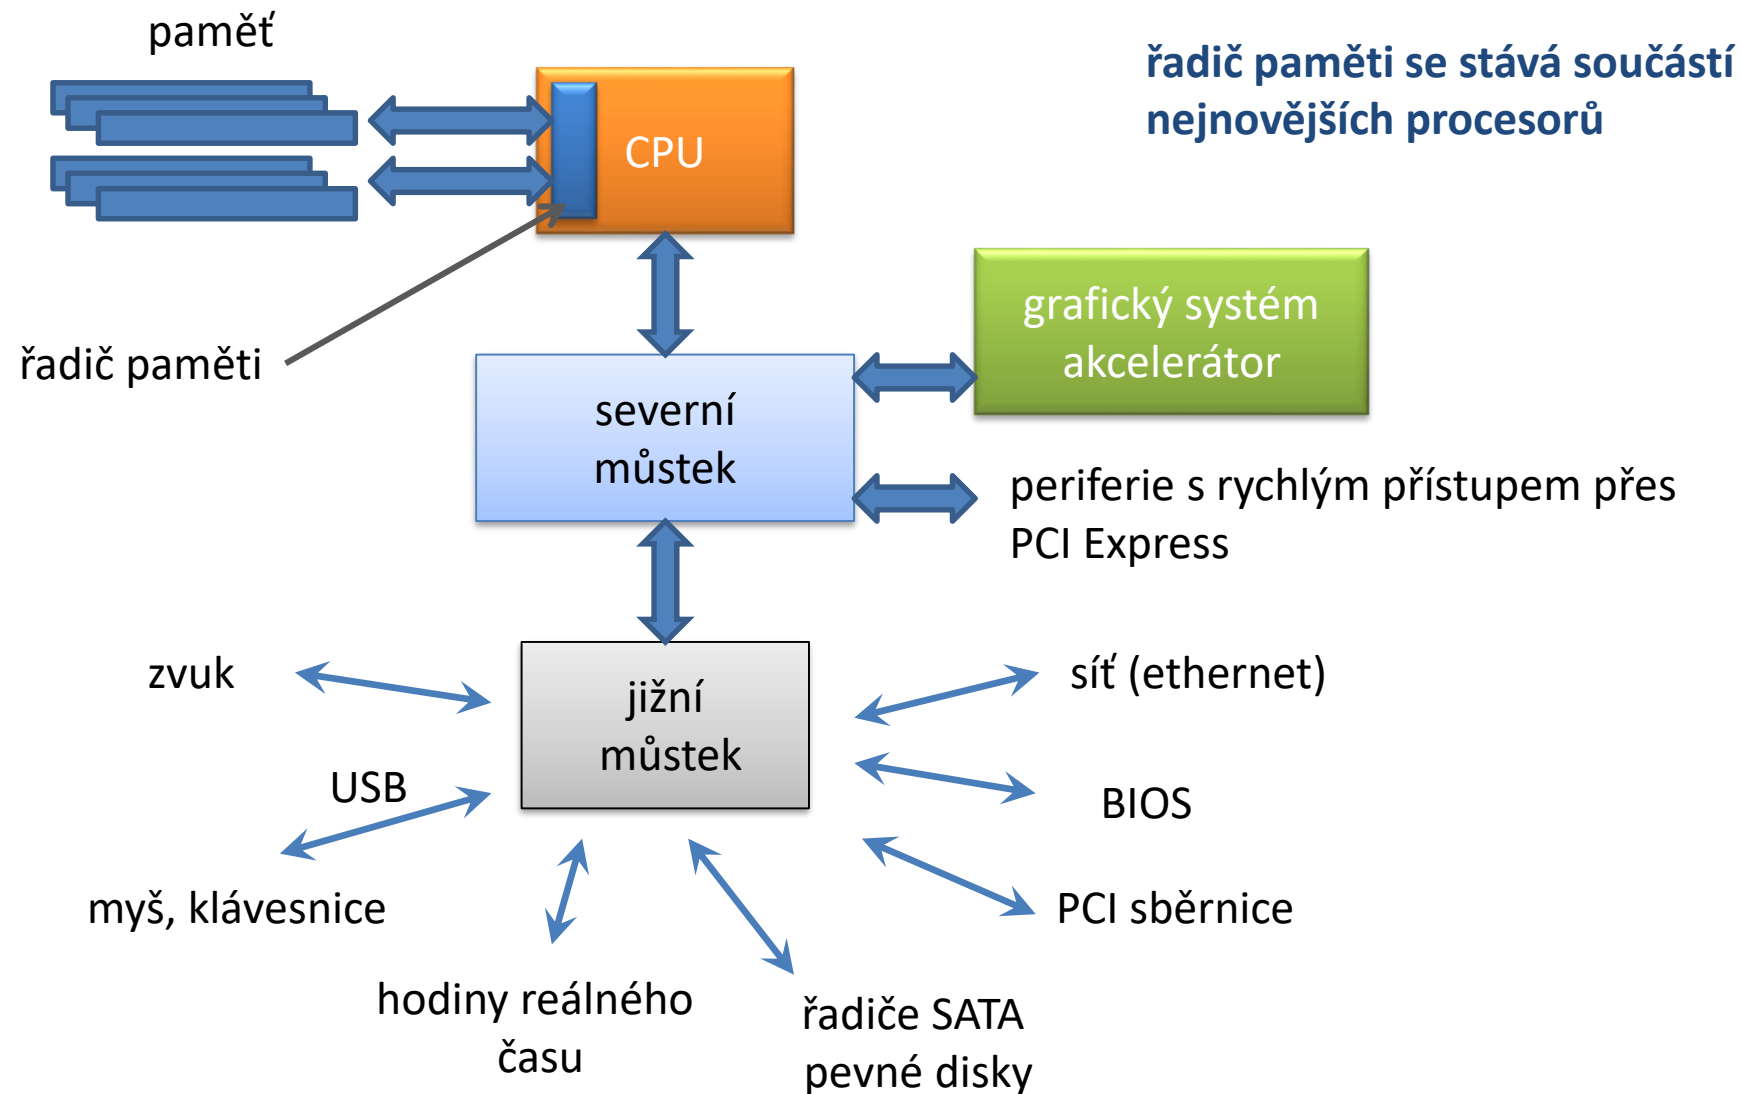 paměť
řadič paměti se stává součástí
nejnovějších procesorů
CPU
grafický systém
akcelerátor
řadič paměti
severní
můstek
periferie s rychlým přístupem přes
PCI Express
zvuk
jižní
můstek
síť (ethernet)
USB
BIOS
myš, klávesnice
PCI sběrnice
hodiny reálného
času
řadiče SATA
pevné disky